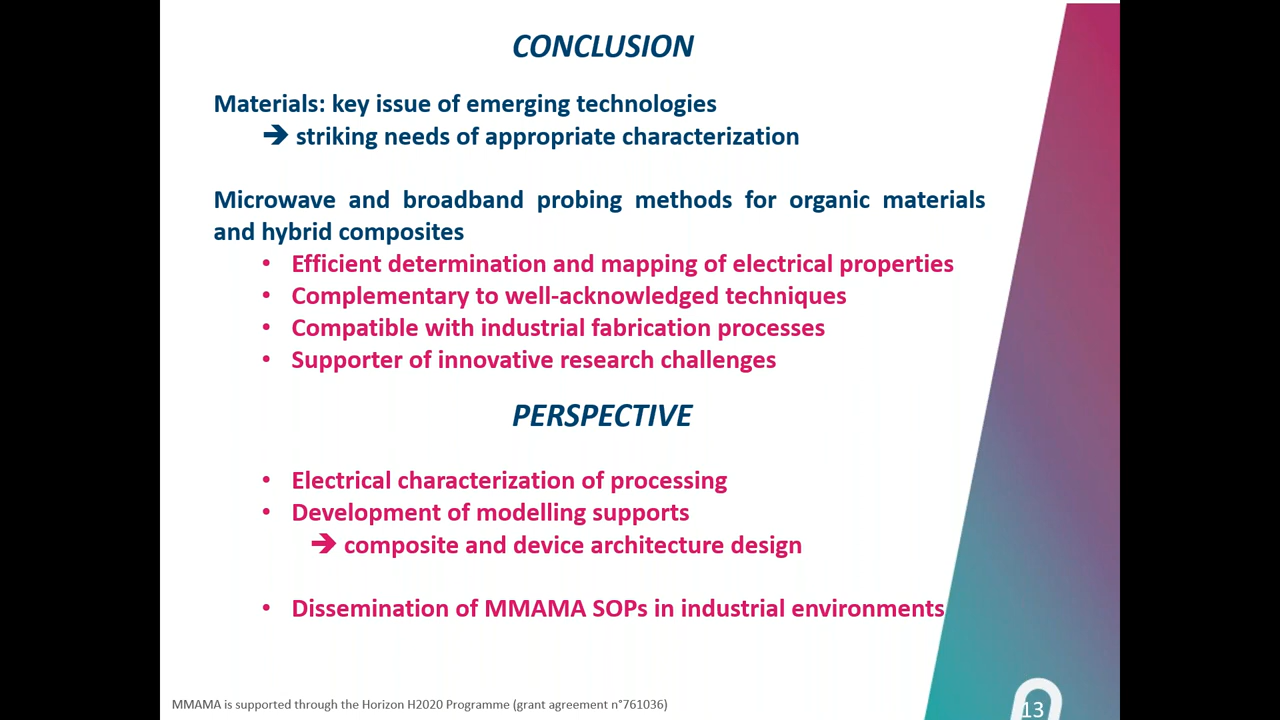 CONCLUSION
Materials: key issue of emerging technologies
➔ striking needs of appropriate characterization
Microwave and broadband probing methods for organic materials
and hybrid composites
• Efficient determination and mapping of electrical properties
• Complementary to well-acknowledged techniques
• Compatible with industrial fabrication processes
• Supporter of innovative research challenges
PERSPECTIVE
• Electrical characterization of processing
• Development of modelling supports
➔ composite and device architecture design
• Dissemination of MMAMA SOPs in industrial environments
MMAMA is supported through the Horizon H2020 Programme (grant agreement n°761036)
13